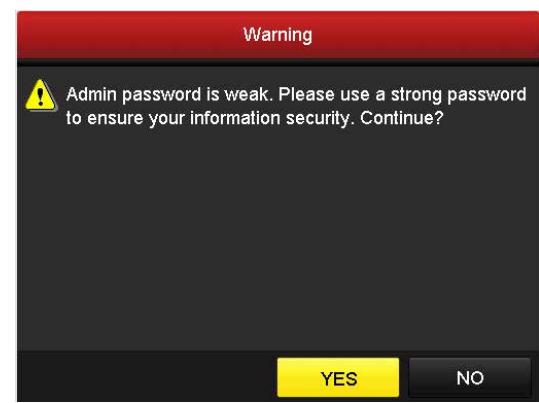 Warning
Admin password is weak. Please use a strong password
to ensure your information security. Continue?
YES
NO